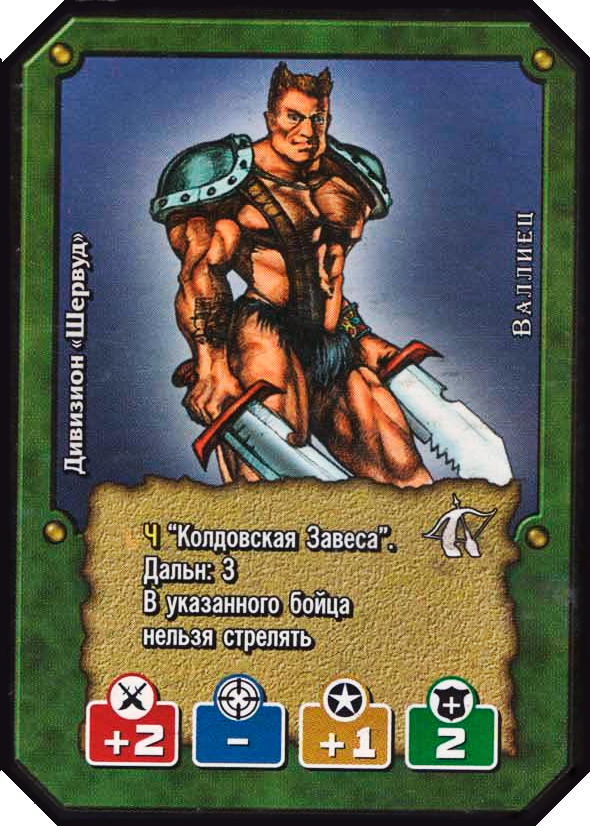 Дивизион «Шервуд»
Валлиец
Ч “Колдовская Завеса”.
Дальн: 3
В указанного бойца
нельзя стрелять
+2
-
+1
2